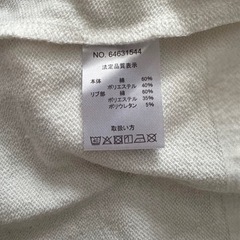 NO. 64631544
法定品質表示
本体 綿 60%
ポリエステル 40%
リブ部 綿 60%
ポリエステル 35%
ポリウレタン 5%
取扱い方